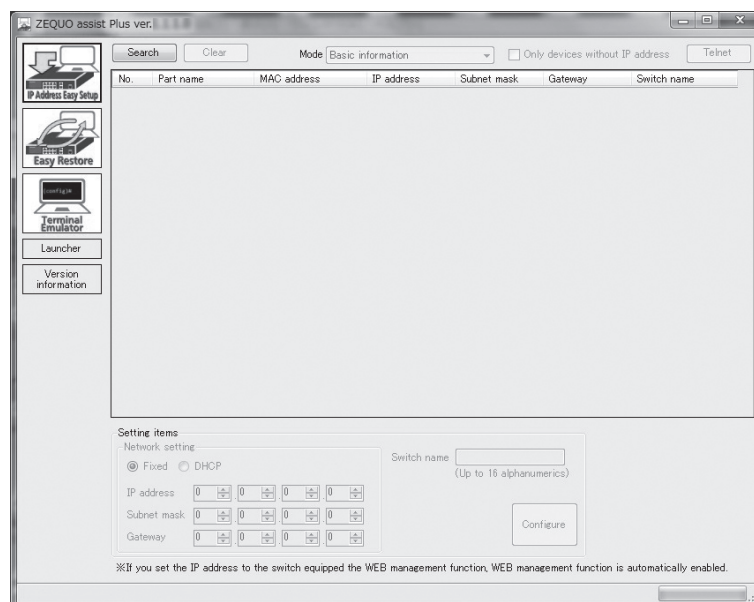 ZEQUO assist Plus ver.
Search Clear Mode Basic information Only devices without IP address Telnet
No. Part name MAC address IP address Subnet mask Gateway Switch name
IP Address Easy Setup
Easy Restore
(config)#
Terminal
Emulator
Launcher
Version
information
Setting items
Network setting
Fixed DHCP
IP address 0 . 0 . 0 . 0
Subnet mask 0 . 0 . 0 . 0
Gateway 0 . 0 . 0 . 0
Switch name
(Up to 16 alphanumerics)
Configure
※If you set the IP address to the switch equipped the WEB manasement function, WEB manasement function is automatically enabled.